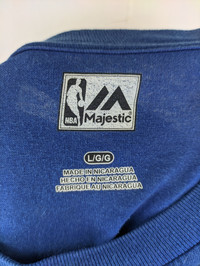 NBA
Majestic
L/G/G
MADE IN NICARAGUA
HECHO EN NICARAGUA
FABRIQUE AU NICARAGUA